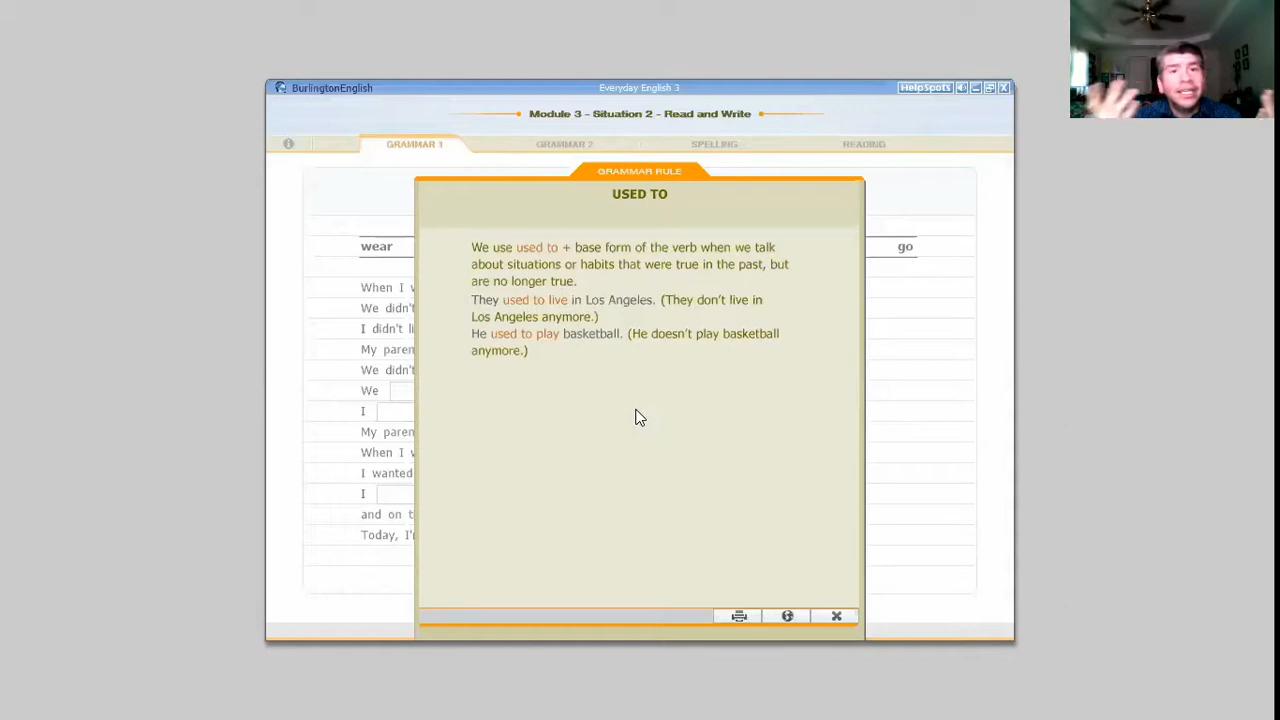 BurlingtonEnglish
Everyday English 3
HelpSpots
Module 3 - Situation 2 - Read and Write
GRAMMAR 1
GRAMMAR 2
SPELLING
READING
GRAMMAR RULE
USED TO
wear
go
We use used to + base form of the verb when we talk
about situations or habits that were true in the past, but
are no longer true.
They used to live in Los Angeles. (They don't live in
Los Angeles anymore.)
He used to play basketball. (He doesn't play basketball
anymore.)
When I
We didn't
I didn't
My paren
We didn't
We
I
My paren
When I
I wanted
I
and on
Today, I'